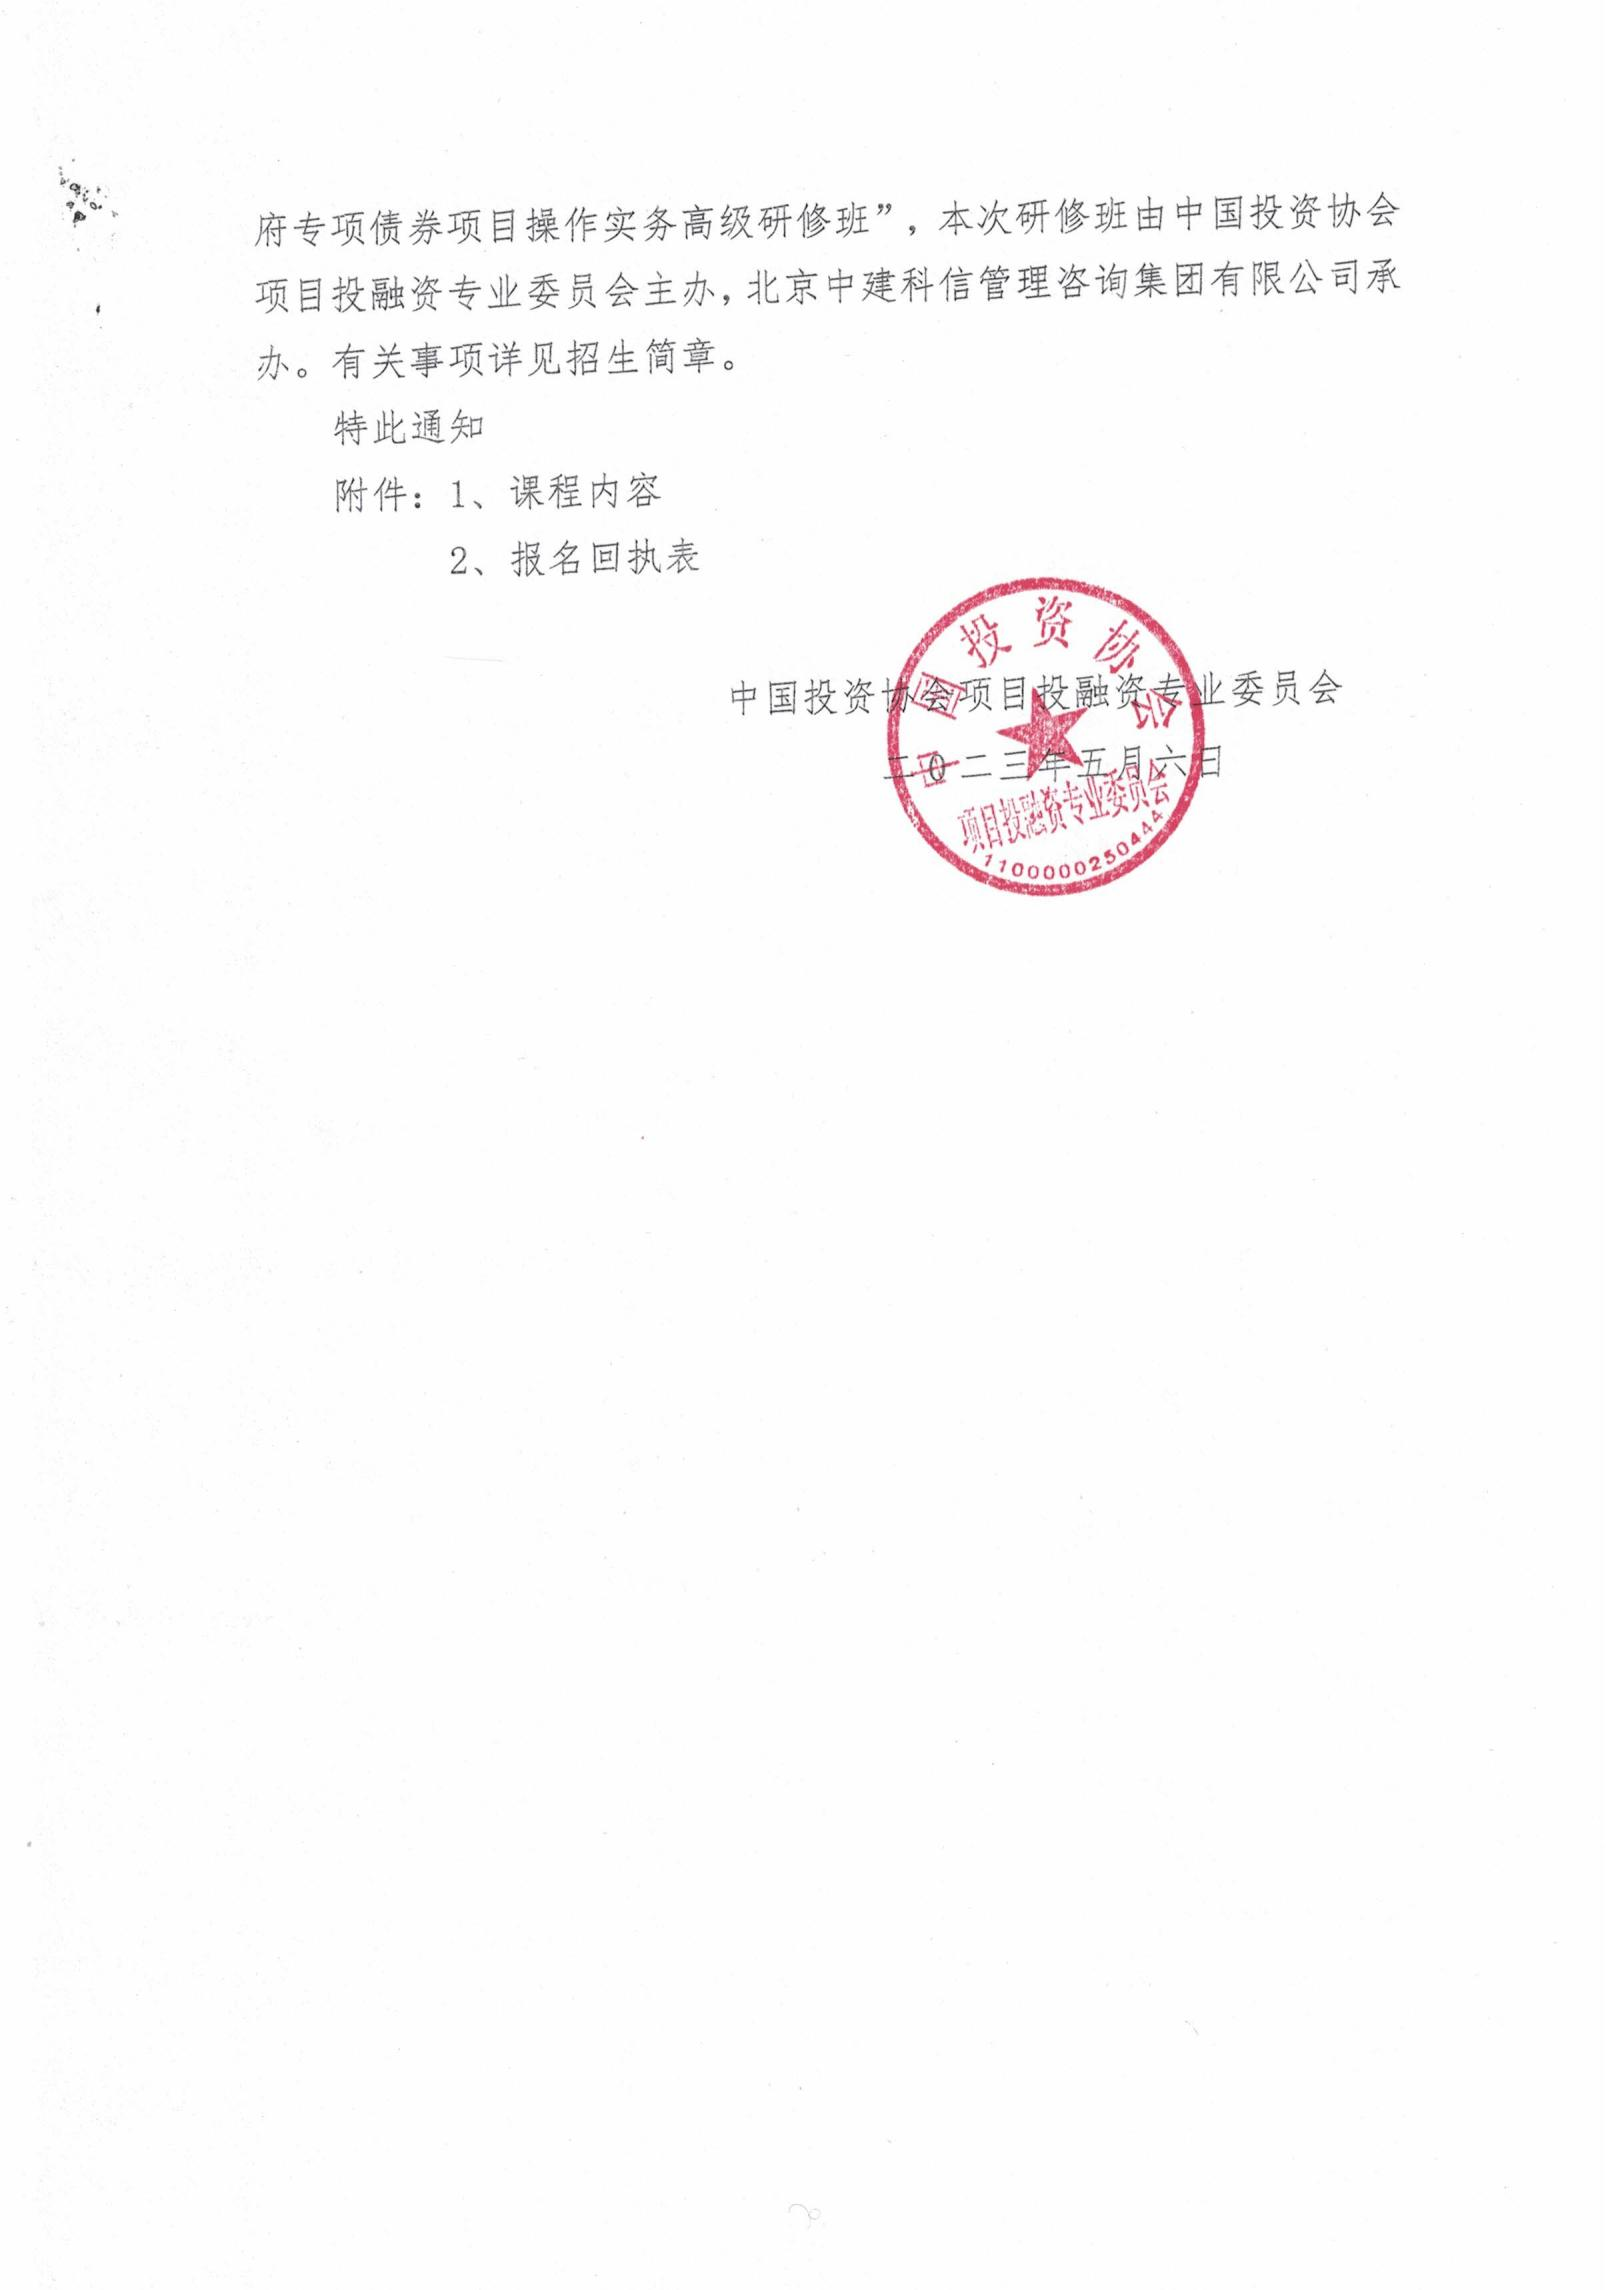 府专项债券项目操作实务高级研修班”，本次研修班由中国投资协会
项目投融资专业委员会主办，北京中建科信管理咨询集团有限公司承
办。有关事项详见招生简章。
特此通知
附件：1、课程内容
2、报名回执表
中国投资协会项目投融资专业委员会
二〇二三年五月六日
中国投资协会
项目投融资专业委员会
1100000250444